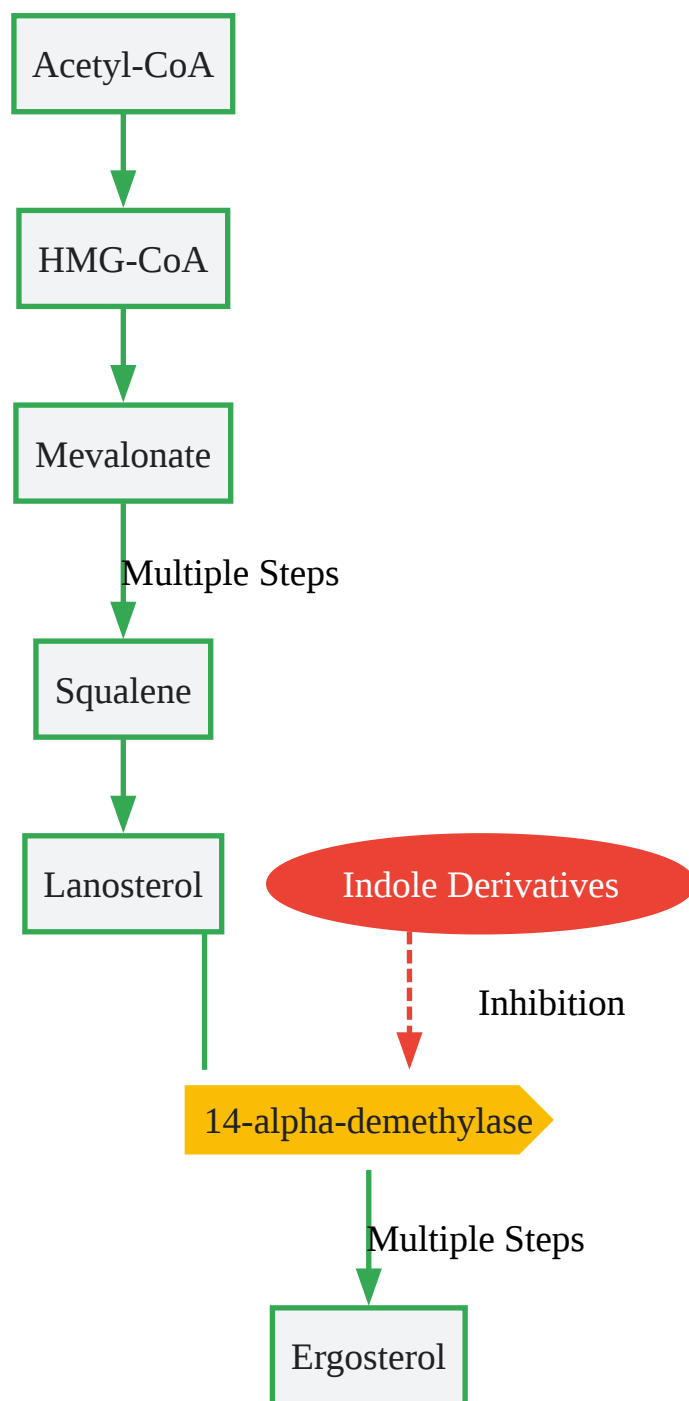 Acetyl-CoA
HMG-CoA
Mevalonate
Multiple Steps
Squalene
Lanosterol
Indole Derivatives
Inhibition
14-alpha-demethylase
Multiple Steps
Ergosterol